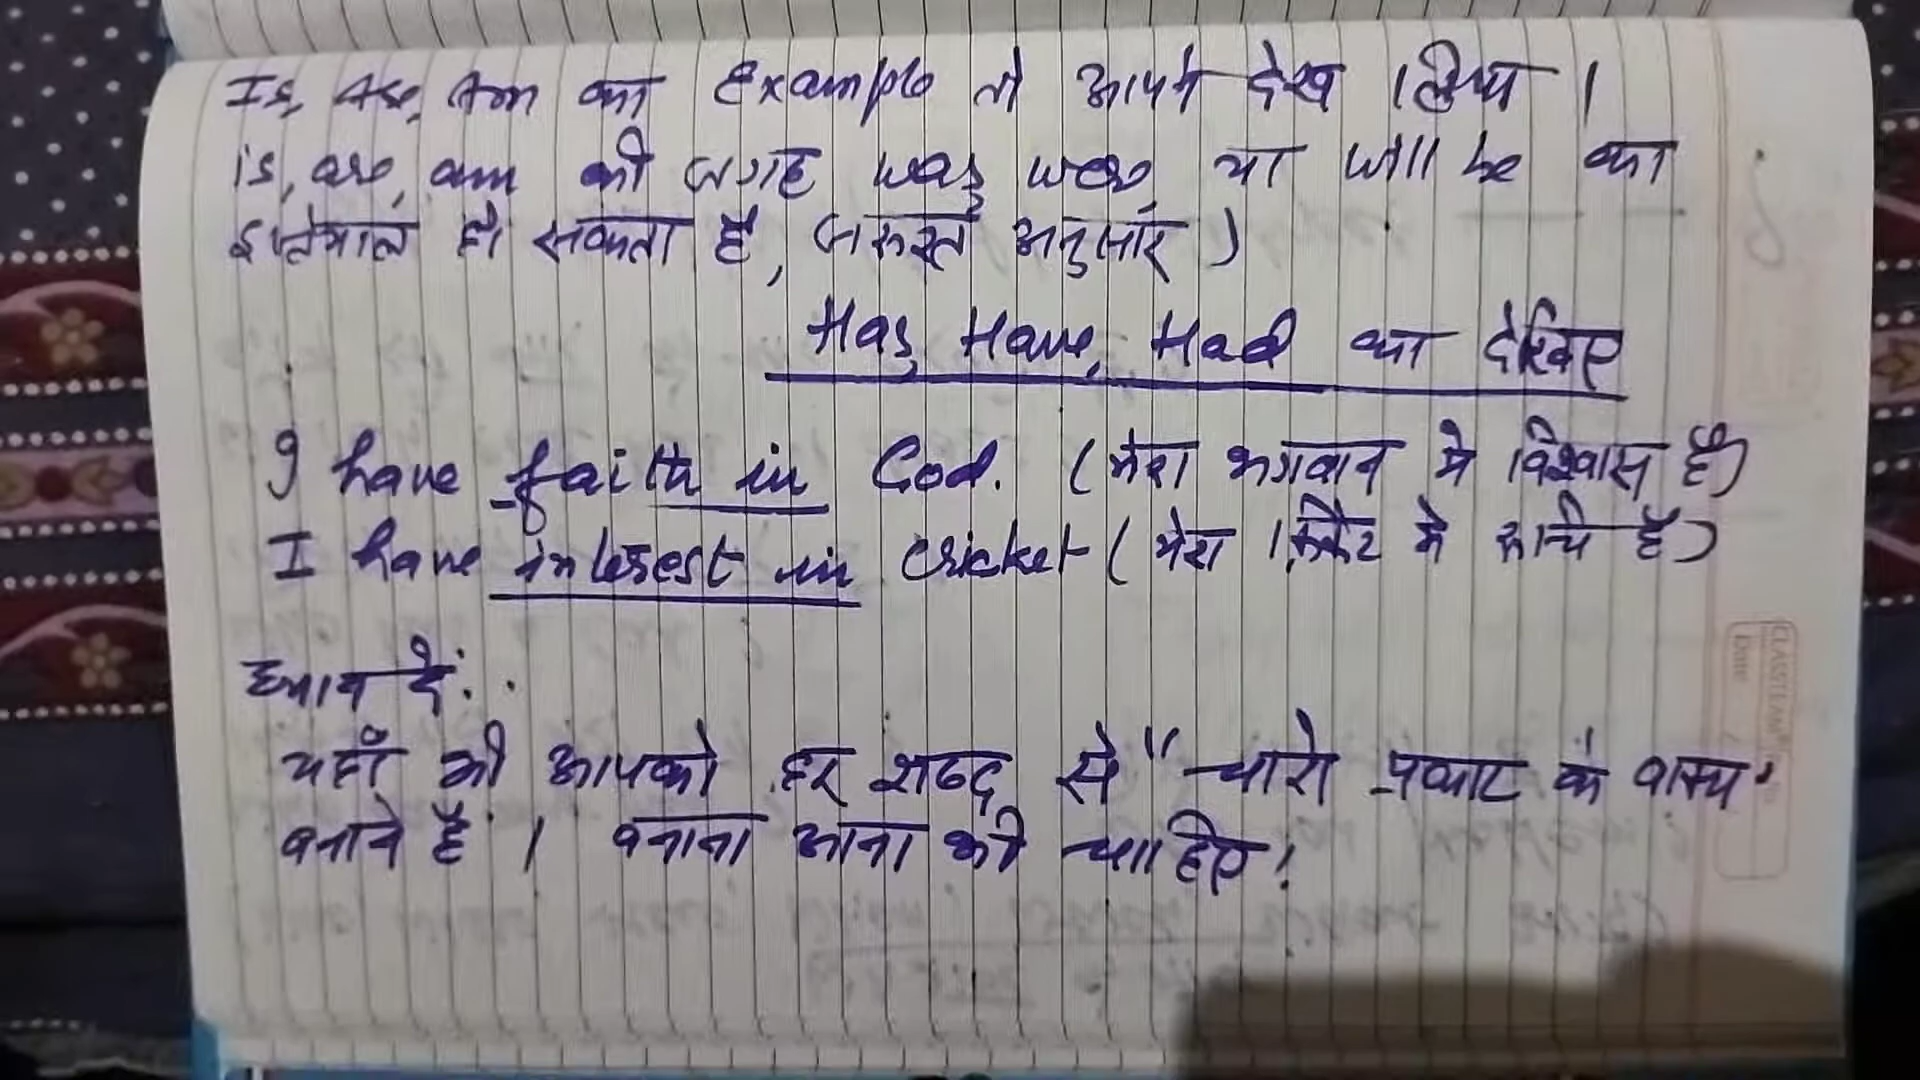 Is, Are, Am का Example तो आपने देख लिया ।
is, are, am की जगह was, were, या will be का
इस्तेमाल हो सकता है, जरूरत अनुसार )
Has, Have, Had का देखिए
I have faith in God. (मेरा भगवान में विश्वास है)
I have interest in cricket (मेरा क्रिकेट में रूचि है)
ध्यान दें:
यहाँ भी आपको हर शब्द से " चारो प्रकार के वाक्य
बनाने हैं । बनाना आना भी चाहिए!
CLASSTEAM
Date